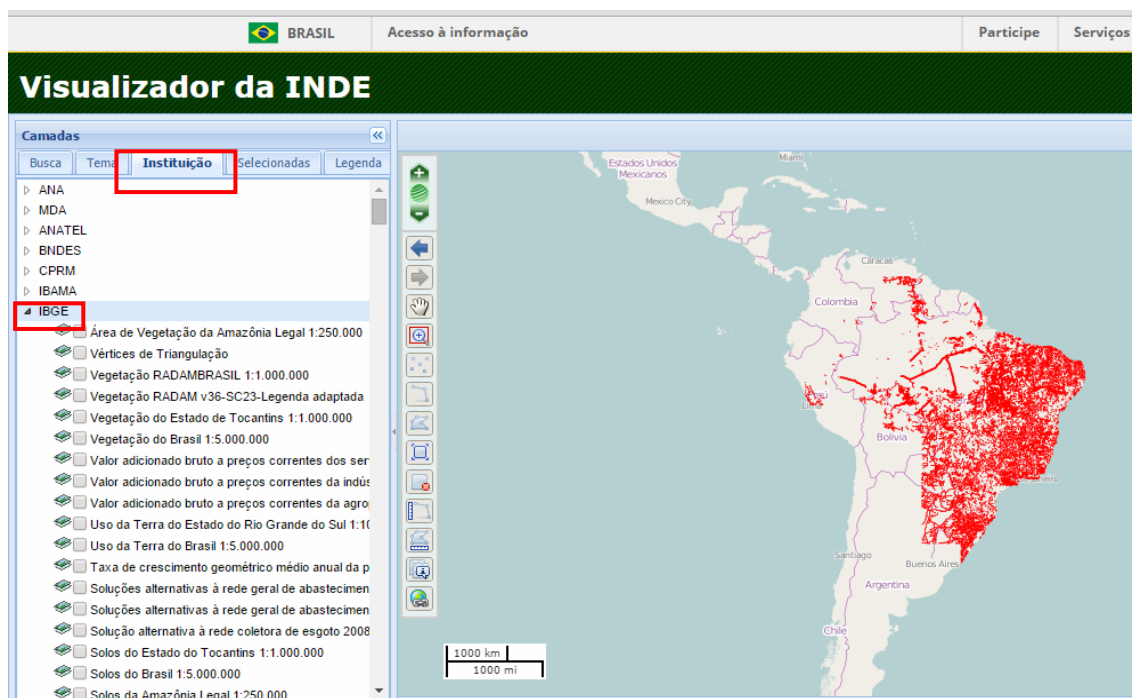 BRASIL
Acesso à informação
Participe
Serviços
Visualizador da INDE
Camadas
Busca
Tema
Instituição
Selecionadas
Legenda
ANA
MDA
ANATEL
BNDES
CPRM
IBAMA
IBGE
Área de Vegetação da Amazônia Legal 1:250.000
Vértices de Triangulação
Vegetação RADAMBRASIL 1:1.000.000
Vegetação RADAM v36-SC23-Legenda adaptada
Vegetação do Estado de Tocantins 1:1.000.000
Vegetação do Brasil 1:5.000.000
Valor adicionado bruto a preços correntes dos ser
Valor adicionado bruto a preços correntes da indús
Valor adicionado bruto a preços correntes da agro
Uso da Terra do Estado do Rio Grande do Sul 1:10
Uso da Terra do Brasil 1:5.000.000
Taxa de crescimento geométrico médio anual da p
Soluções alternativas à rede geral de abastecimen
Soluções alternativas à rede geral de abastecimen
Solução alternativa à rede coletora de esgoto 2008
Solos do Estado do Tocantins 1:1.000.000
Solos do Brasil 1:5.000.000
Solos da Amazônia Legal 1:250.000
Miami
Estados Unidos
Mexicanos
Mexico City
Caracas
Colombia
Lima
Bolivia
Santiago
Buenos Aires
Argentina
Chile
1000 km
1000 mi